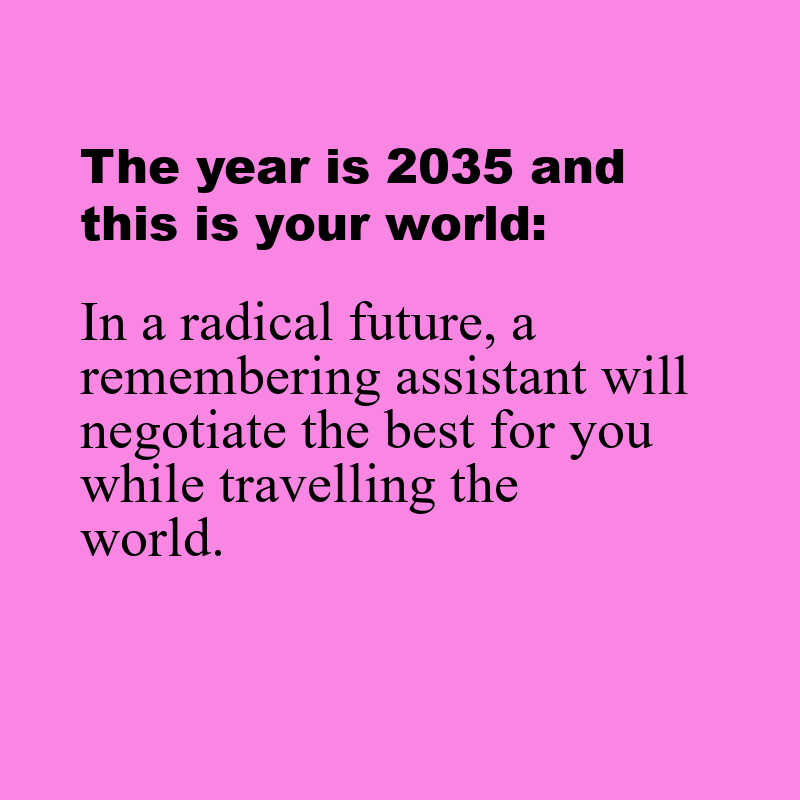 The year is 2035 and
this is your world:
In a radical future, a
remembering assistant will
negotiate the best for you
while travelling the
world.